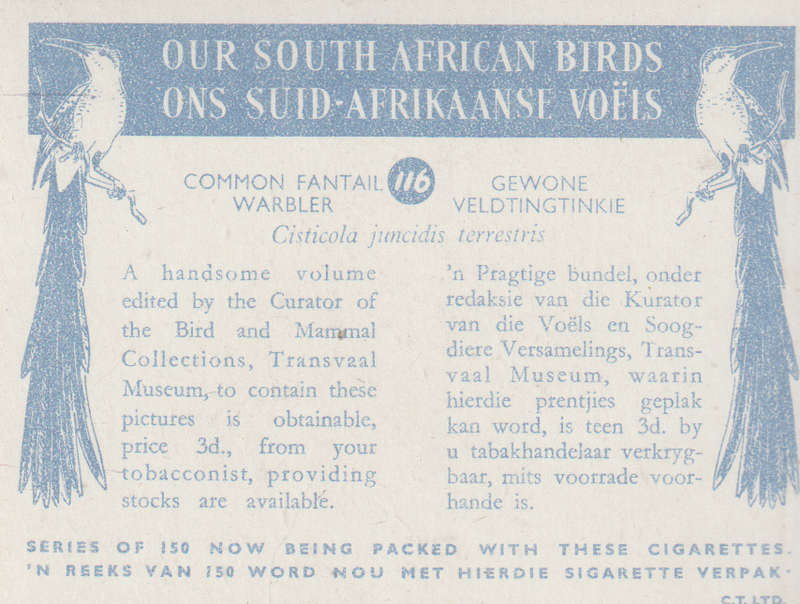 OUR SOUTH AFRICAN BIRDS
ONS SUID-AFRIKAANSE VOËLS
COMMON FANTAIL
WARBLER
116
GEWONE
VELDTINGTINKIE
Cisticola juncidis terrestris
A handsome volume
edited by the Curator of
the Bird and Mammal
Collections, Transvaal
Museum, to contain these
pictures is obtainable,
price 3d., from your
tobacconist, providing
stocks are available.
'n Pragtige bundel, onder
redaksie van die Kurator
van die Voëls en Soog-
diere Versamelings, Trans-
vaal Museum, waarin
hierdie prentjies geplak
kan word, is teen 3d. by
u tabakhandelaar verkryg-
baar, mits voorrade voor-
hande is.
SERIES OF 150 NOW BEING PACKED WITH THESE CIGARETTES.
'N REEKS VAN 150 WORD NOU MET HIERDIE SIGARETTE VERPAK·
C.T. LTD.